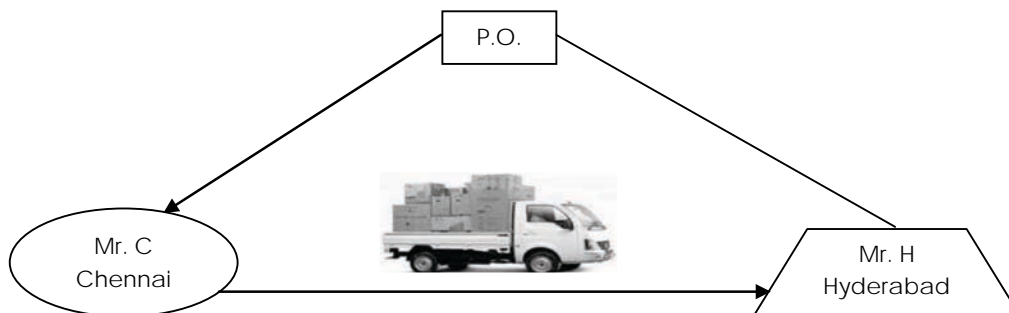 P.O.
Mr. C
Chennai
Mr. H
Hyderabad